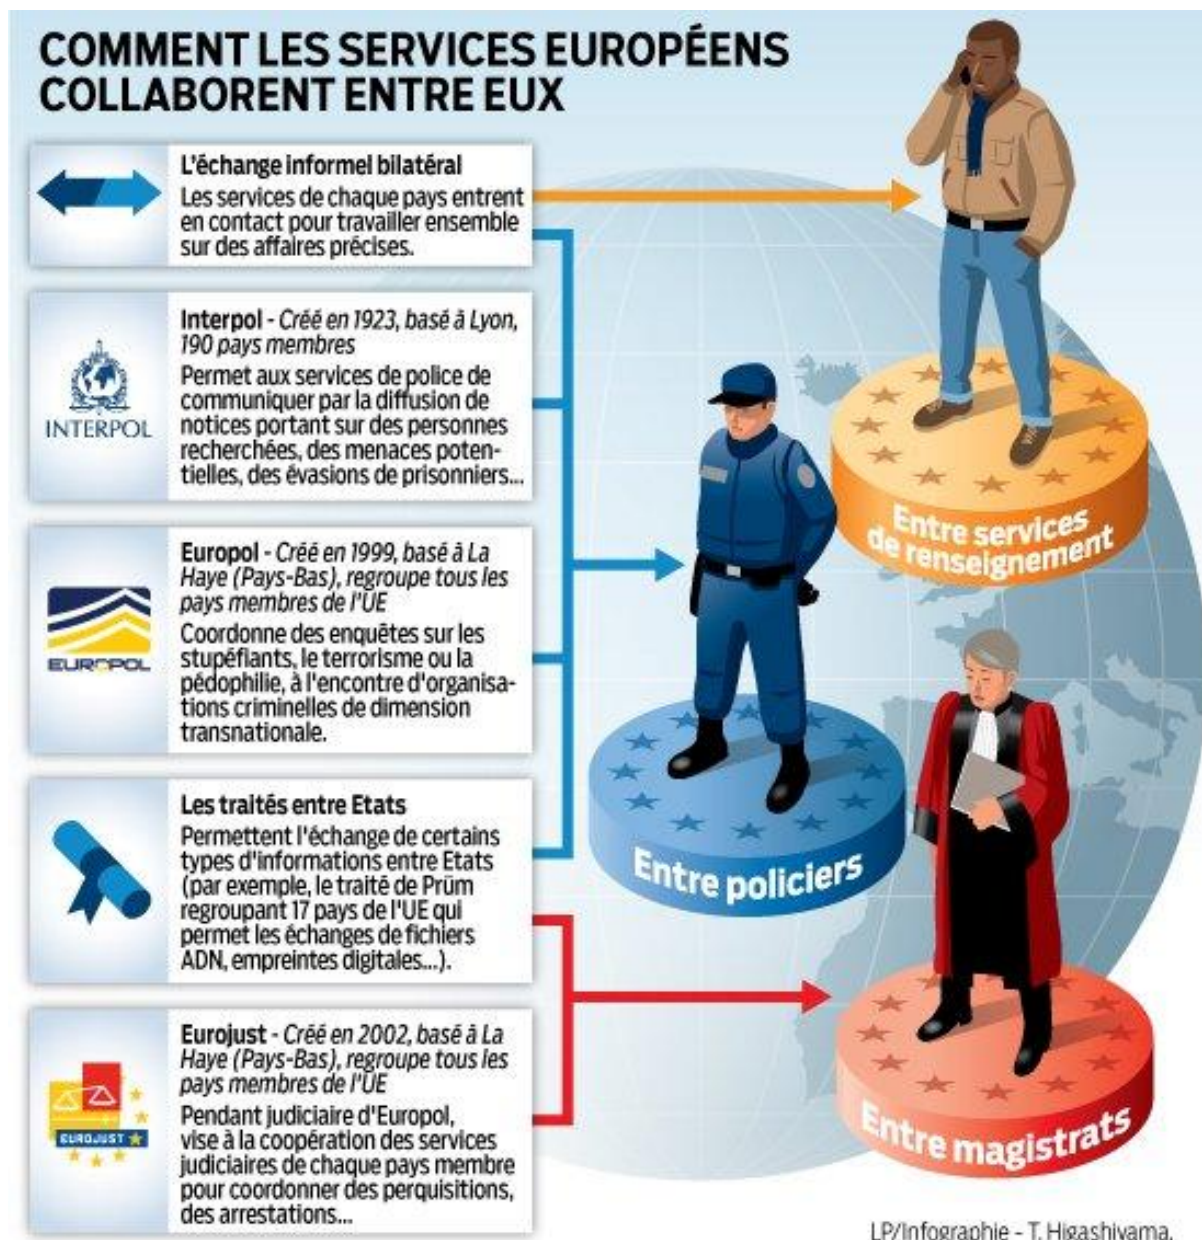 COMMENT LES SERVICES EUROPÉENS
COLLABORENT ENTRE EUX
L'échange informel bilatéral
Les services de chaque pays entrent
en contact pour travailler ensemble
sur des affaires précises.
INTERPOL
Interpol - Créé en 1923, basé à Lyon,
190 pays membres
Permet aux services de police de
communiquer par la diffusion de
notices portant sur des personnes
recherchées, des menaces poten-
tielles, des évasions de prisonniers...
EUROPOL
Europol - Créé en 1999, basé à La
Haye (Pays-Bas), regroupe tous les
pays membres de l'UE
Coordonne des enquêtes sur les
stupéfiants, le terrorisme ou la
pédophilie, à l'encontre d'organisa-
tions criminelles de dimension
transnationale.
Les traités entre Etats
Permettent l'échange de certains
types d'informations entre Etats
(par exemple, le traité de Prüm
regroupant 17 pays de l'UE qui
permet les échanges de fichiers
ADN, empreintes digitales...).
EUROJUST
Eurojust - Créé en 2002, basé à La
Haye (Pays-Bas), regroupe tous les
pays membres de l'UE
Pendant judiciaire d'Europol,
vise à la coopération des services
judiciaires de chaque pays membre
pour coordonner des perquisitions,
des arrestations...
Entre services
de renseignement
Entre policiers
Entre magistrats
LP/Infographie - T. Higashiyama.